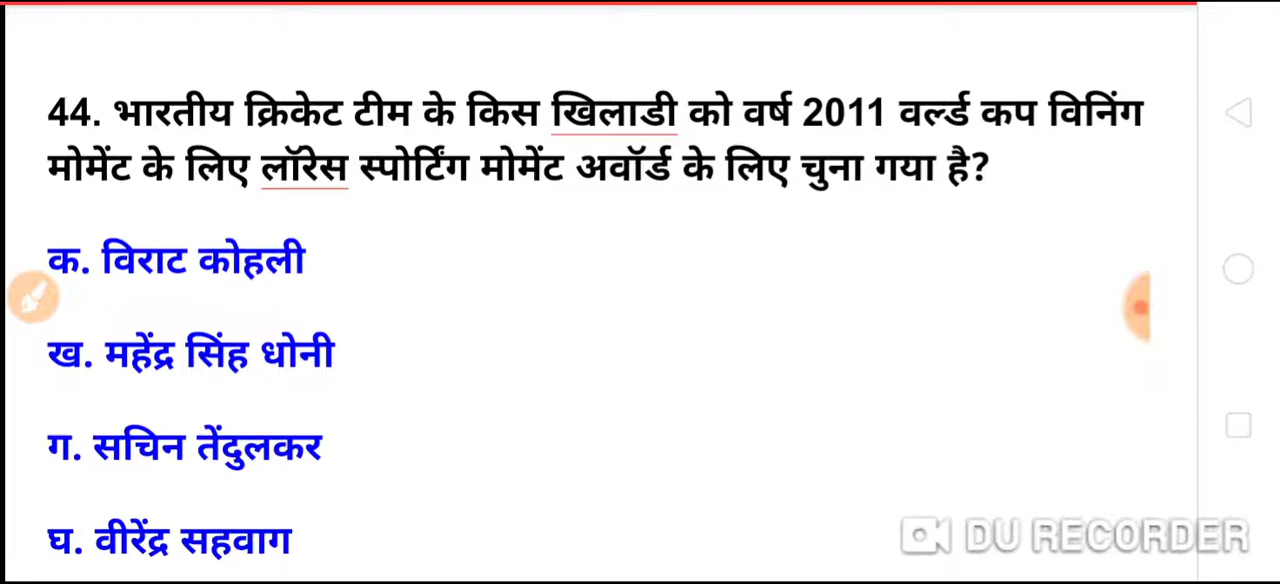 44. भारतीय क्रिकेट टीम के किस खिलाडी को वर्ष 2011 वर्ल्ड कप विनिंग
मोमेंट के लिए लॉरेस स्पोर्टिंग मोमेंट अवॉर्ड के लिए चुना गया है?
क. विराट कोहली
ख. महेंद्र सिंह धोनी
ग. सचिन तेंदुलकर
घ. वीरेंद्र सहवाग
DU RECORDER